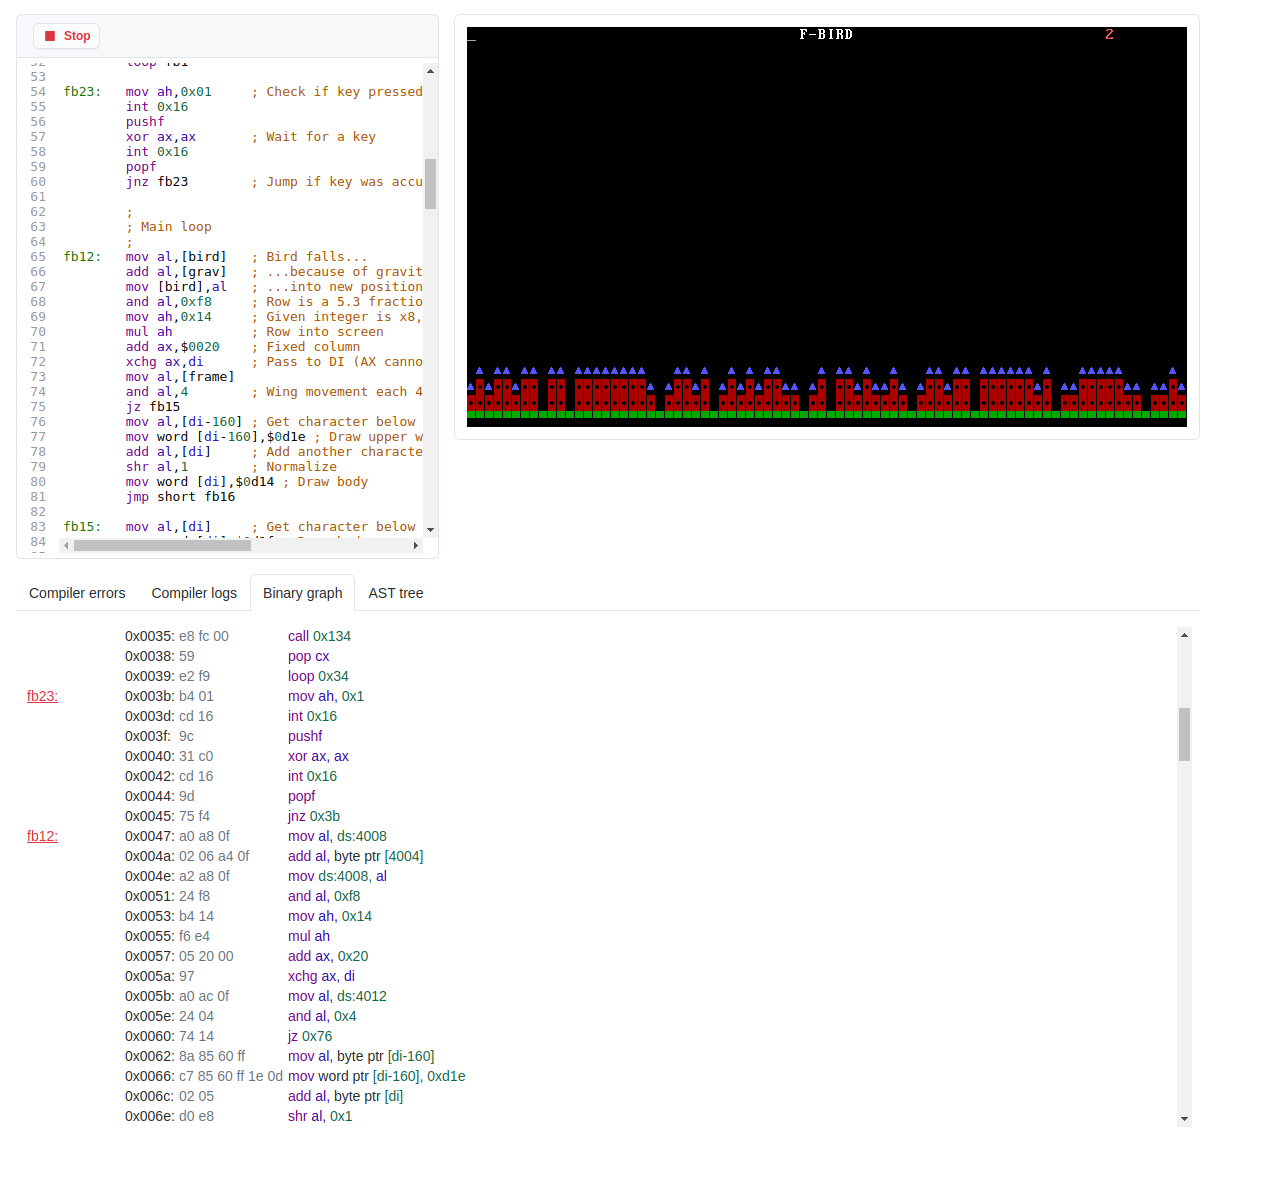 Stop
F-BIRD 2
52 loop fb1
53
54 fb23: mov ah,0x01 ; Check if key pressed
55 int 0x16
56 pushf
57 xor ax,ax ; Wait for a key
58 int 0x16
59 popf
60 jnz fb23 ; Jump if key was accu
61
62 ;
63 ; Main loop
64 ;
65 fb12: mov al,[bird] ; Bird falls...
66 add al,[grav] ; ...because of gravit
67 mov [bird],al ; ...into new position
68 and al,0xf8 ; Row is a 5.3 fractio
69 mov ah,0x14 ; Given integer is x8,
70 mul ah ; Row into screen
71 add ax,$0020 ; Fixed column
72 xchg ax,di ; Pass to DI (AX canno
73 mov al,[frame]
74 and al,4 ; Wing movement each 4
75 jz fb15
76 mov al,[di-160] ; Get character below
77 mov word [di-160],$0d1e ; Draw upper w
78 add al,[di] ; Add another characte
79 shr al,1 ; Normalize
80 mov word [di],$0d14 ; Draw body
81 jmp short fb16
82
83 fb15: mov al,[di] ; Get character below
84
Compiler errors Compiler logs Binary graph AST tree
0x0035: e8 fc 00 call 0x134
0x0038: 59 pop cx
0x0039: e2 f9 loop 0x34
fb23: 0x003b: b4 01 mov ah, 0x1
0x003d: cd 16 int 0x16
0x003f: 9c pushf
0x0040: 31 c0 xor ax, ax
0x0042: cd 16 int 0x16
0x0044: 9d popf
0x0045: 75 f4 jnz 0x3b
fb12: 0x0047: a0 a8 0f mov al, ds:4008
0x004a: 02 06 a4 0f add al, byte ptr [4004]
0x004e: a2 a8 0f mov ds:4008, al
0x0051: 24 f8 and al, 0xf8
0x0053: b4 14 mov ah, 0x14
0x0055: f6 e4 mul ah
0x0057: 05 20 00 add ax, 0x20
0x005a: 97 xchg ax, di
0x005b: a0 ac 0f mov al, ds:4012
0x005e: 24 04 and al, 0x4
0x0060: 74 14 jz 0x76
0x0062: 8a 85 60 ff mov al, byte ptr [di-160]
0x0066: c7 85 60 ff 1e 0d mov word ptr [di-160], 0xd1e
0x006c: 02 05 add al, byte ptr [di]
0x006e: d0 e8 shr al, 0x1